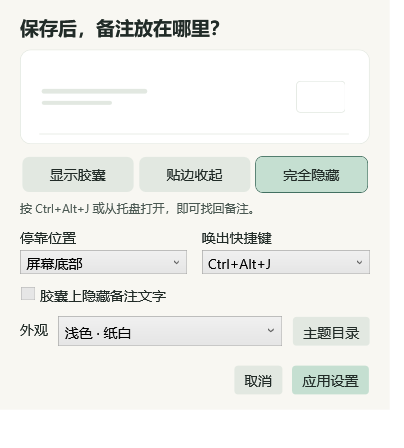 保存后，备注放在哪里？
显示胶囊 贴边收起 完全隐藏
按 Ctrl+Alt+J 或从托盘打开，即可找回备注。
停靠位置 唤出快捷键
屏幕底部 Ctrl+Alt+J
胶囊上隐藏备注文字
外观 浅色 · 纸白 主题目录
取消 应用设置